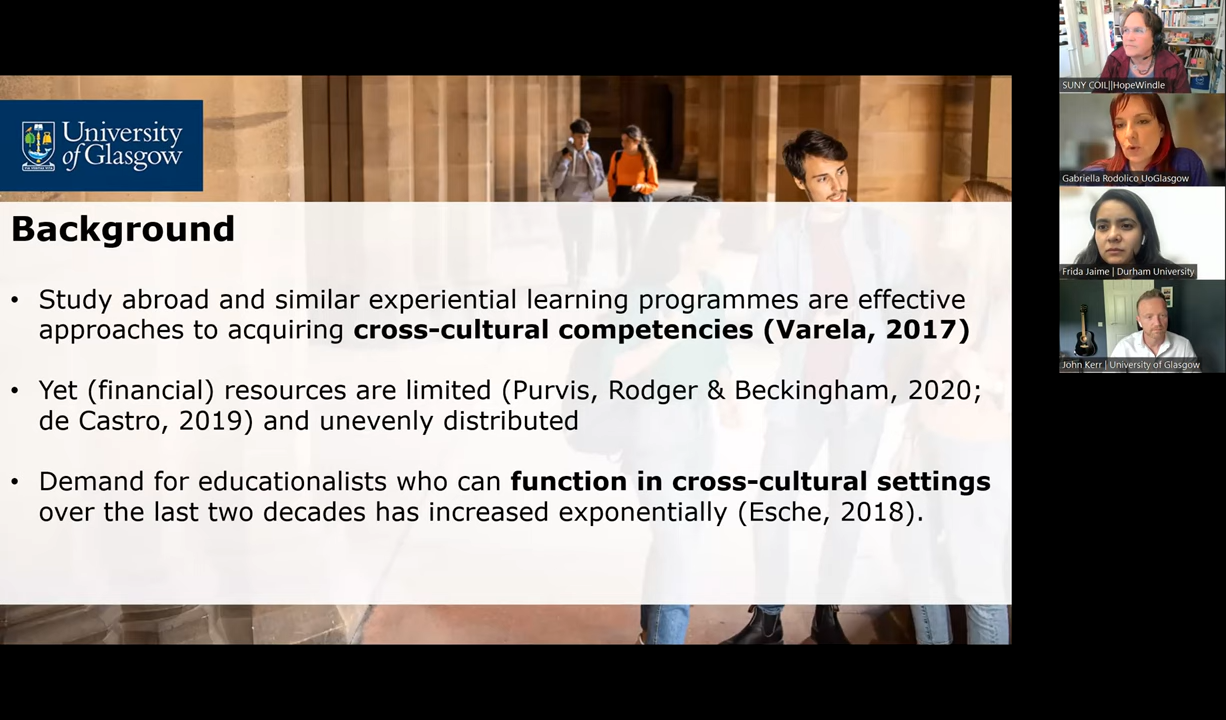 University
of Glasgow
Background
• Study abroad and similar experiential learning programmes are effective
approaches to acquiring cross-cultural competencies (Varela, 2017)
• Yet (financial) resources are limited (Purvis, Rodger & Beckingham, 2020;
de Castro, 2019) and unevenly distributed
• Demand for educationalists who can function in cross-cultural settings
over the last two decades has increased exponentially (Esche, 2018).
SUNY COIL||HopeWindle
Gabriella Rodolico UoGlasgow
Frida Jaime | Durham University
John Kerr | University of Glasgow